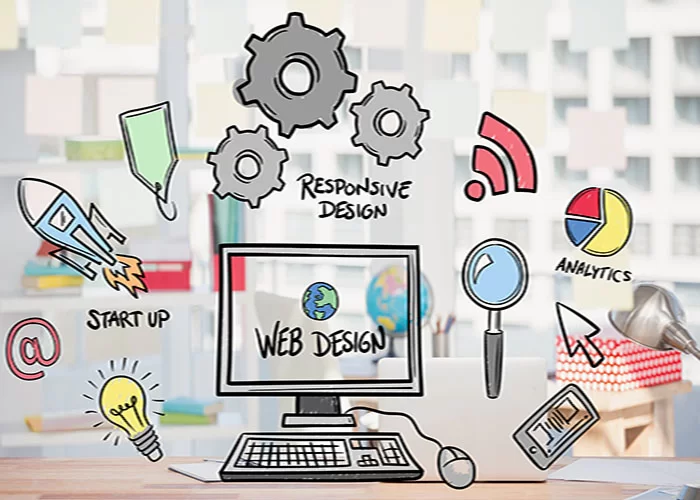 RESPONSIVE
DESIGN
ANALYTICS
START UP
@
WEB DESIGN